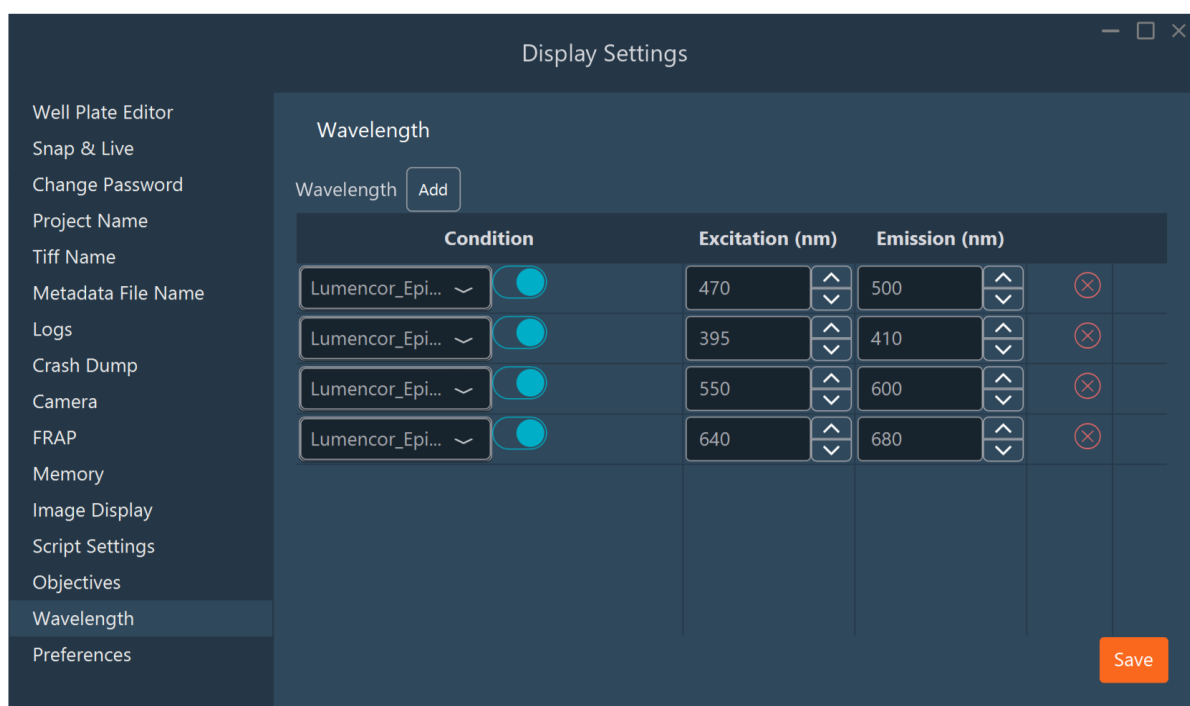 Display Settings
Well Plate Editor
Snap & Live
Change Password
Project Name
Tiff Name
Metadata File Name
Logs
Crash Dump
Camera
FRAP
Memory
Image Display
Script Settings
Objectives
Wavelength
Preferences
Wavelength
Wavelength Add
Condition Excitation (nm) Emission (nm)
Lumencor_Epi... 470 500
Lumencor_Epi... 395 410
Lumencor_Epi... 550 600
Lumencor_Epi... 640 680
Save